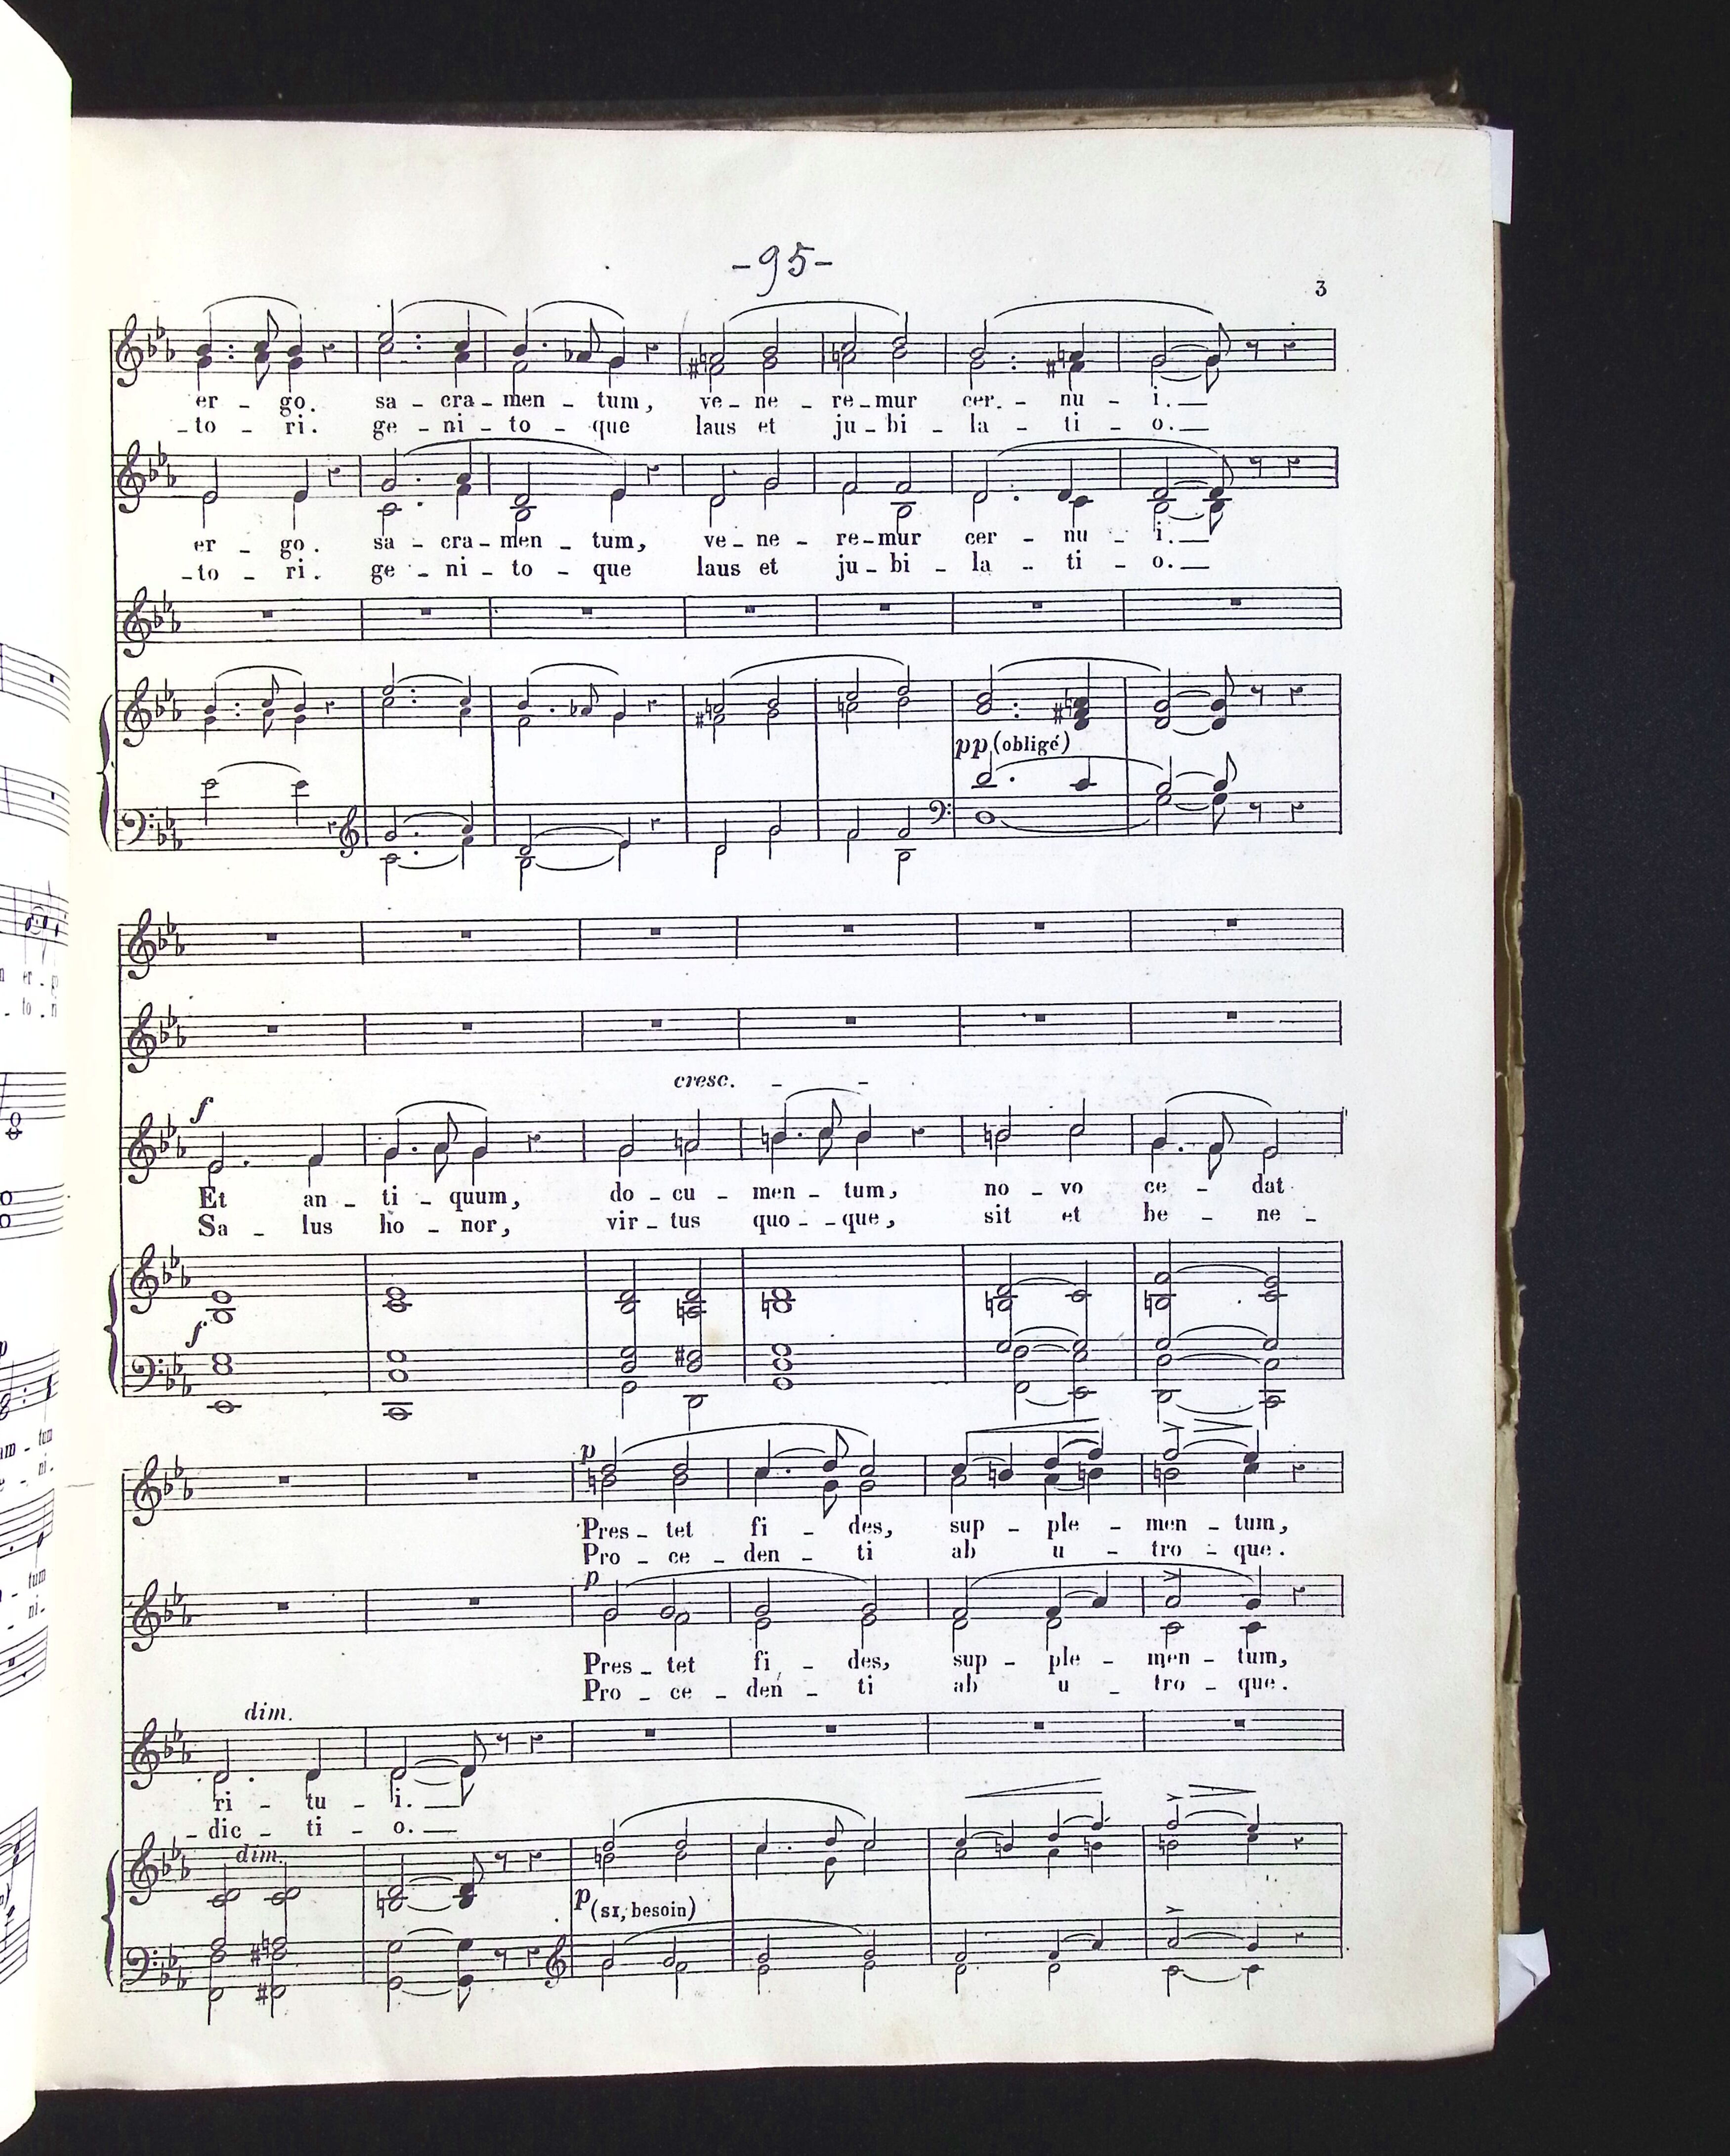 -95-
3
er - go. sa - cra - men - tum, ve - ne - re - mur cer. - nu - i.
- to - ri. ge - ni - to - que laus et ju - bi - la - ti - o.
er - go. sa - cra - men - tum, ve - ne - re - mur cer - nu - i.
- to - ri. ge - ni - to - que laus et ju - bi - la - ti - o.
pp (obligé)
cresc. - -
f
Et an - ti - quum, do - cu - men - tum, no - vo ce - dat
Sa - lus ho - nor, vir - tus quo - que, sit et be - ne -
f
p
Pres - tet fi - des, sup - ple - men - tum,
Pro - ce - den - ti ab u - tro - que.
p
Pres - tet fi - des, sup - ple - men - tum,
Pro - ce - den - ti ab u - tro - que.
dim.
ri - tu - i.
- dic - ti - o.
dim.
p (SI, besoin)